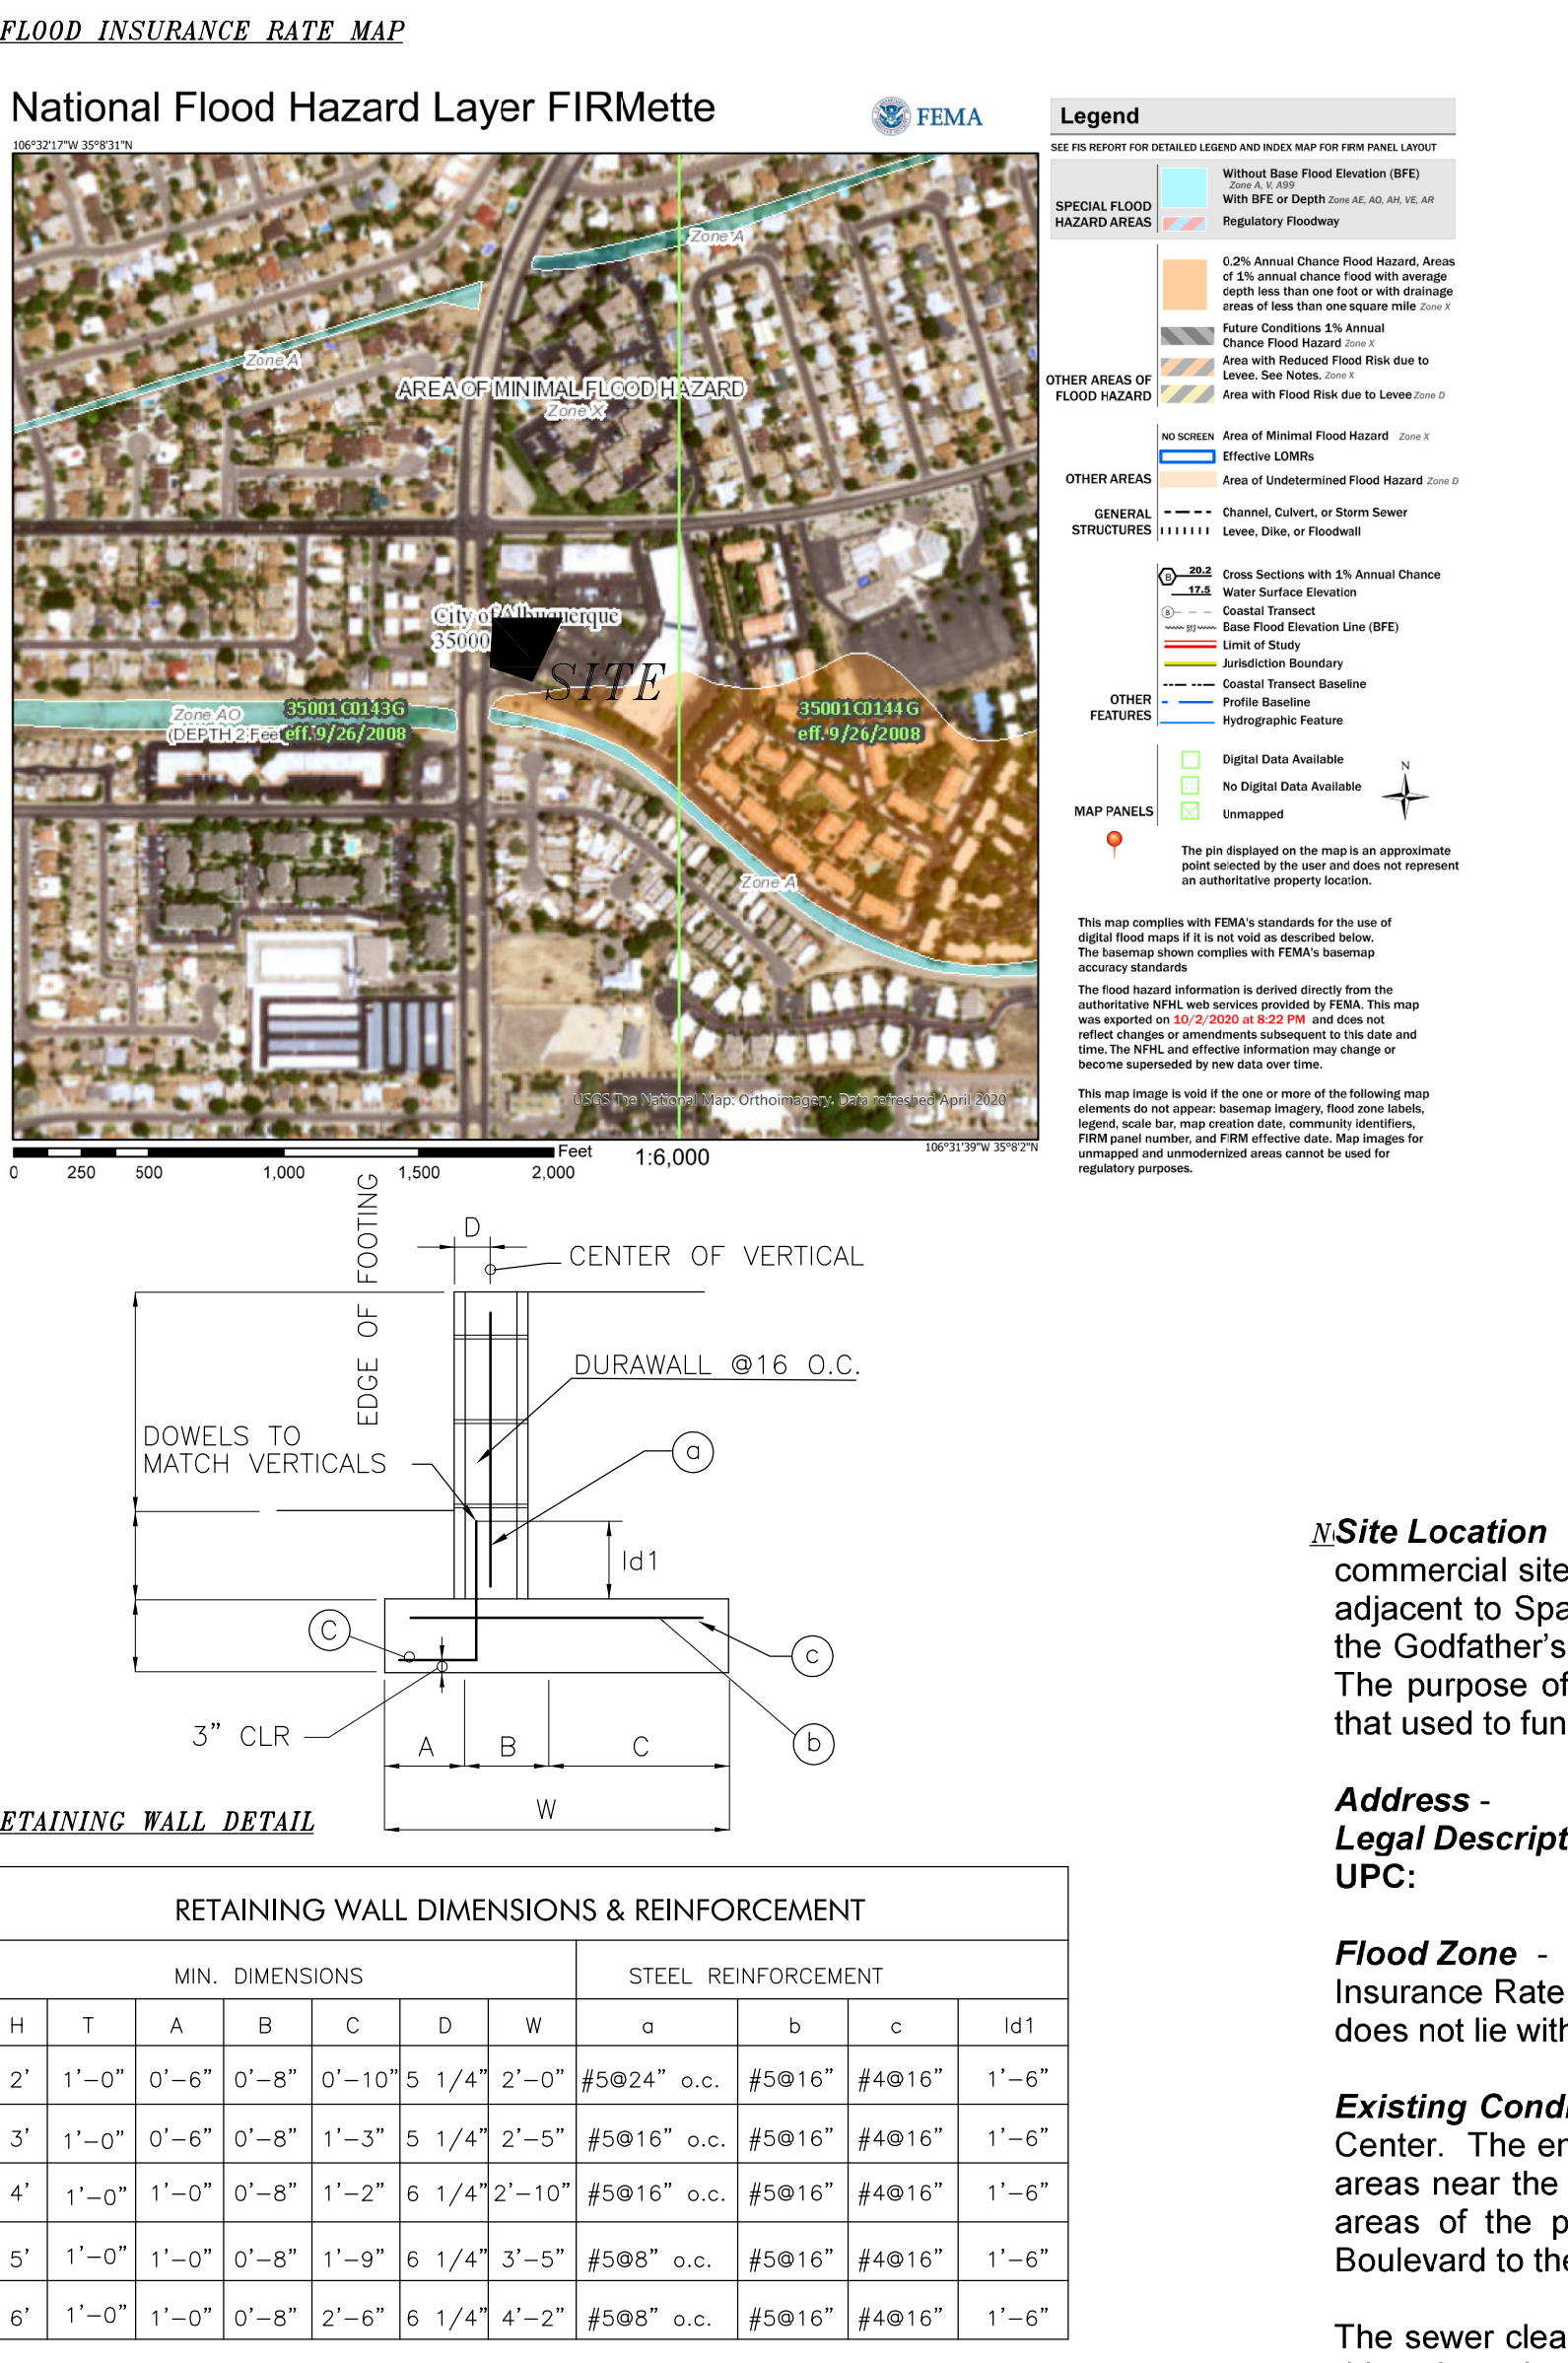 FLOOD INSURANCE RATE MAP
National Flood Hazard Layer FIRMette
FEMA
106°32'17"W 35°8'31"N
Zone A
Zone A
AREA OF MINIMAL FLOOD HAZARD
Zone X
City of Albuquerque
35000
SITE
Zone AO
(DEPTH 2 Fee
35001C0143G
eff. 9/26/2008
35001C0144G
eff. 9/26/2008
Zone A
USGS The National Map: Orthoimagery. Data refreshed April 2020
Feet
0 250 500 1,000 1,500 2,000
1:6,000
106°31'39"W 35°8'2"N
Legend
SEE FIS REPORT FOR DETAILED LEGEND AND INDEX MAP FOR FIRM PANEL LAYOUT
SPECIAL FLOOD
HAZARD AREAS
Without Base Flood Elevation (BFE)
Zone A, V, A99
With BFE or Depth Zone AE, AO, AH, VE, AR
Regulatory Floodway
0.2% Annual Chance Flood Hazard, Areas
of 1% annual chance flood with average
depth less than one foot or with drainage
areas of less than one square mile Zone X
Future Conditions 1% Annual
Chance Flood Hazard Zone X
Area with Reduced Flood Risk due to
Levee. See Notes. Zone X
Area with Flood Risk due to Levee Zone D
OTHER AREAS OF
FLOOD HAZARD
NO SCREEN Area of Minimal Flood Hazard Zone X
Effective LOMRs
OTHER AREAS
Area of Undetermined Flood Hazard Zone D
GENERAL
STRUCTURES
Channel, Culvert, or Storm Sewer
Levee, Dike, or Floodwall
B 20.2 Cross Sections with 1% Annual Chance
17.5 Water Surface Elevation
8 Coastal Transect
513 Base Flood Elevation Line (BFE)
Limit of Study
Jurisdiction Boundary
Coastal Transect Baseline
OTHER
FEATURES
Profile Baseline
Hydrographic Feature
Digital Data Available
No Digital Data Available
Unmapped
MAP PANELS
N
The pin displayed on the map is an approximate
point selected by the user and does not represent
an authoritative property location.
This map complies with FEMA's standards for the use of
digital flood maps if it is not void as described below.
The basemap shown complies with FEMA's basemap
accuracy standards
The flood hazard information is derived directly from the
authoritative NFHL web services provided by FEMA. This map
was exported on 10/2/2020 at 8:22 PM and does not
reflect changes or amendments subsequent to this date and
time. The NFHL and effective information may change or
become superseded by new data over time.
This map image is void if the one or more of the following map
elements do not appear: basemap imagery, flood zone labels,
legend, scale bar, map creation date, community identifiers,
FIRM panel number, and FIRM effective date. Map images for
unmapped and unmodernized areas cannot be used for
regulatory purposes.
EDGE OF FOOTING
D
CENTER OF VERTICAL
DURAWALL @16 O.C.
DOWELS TO
MATCH VERTICALS
a
ld1
C
c
3" CLR
b
A B C
W
ETAINING WALL DETAIL
RETAINING WALL DIMENSIONS & REINFORCEMENT
MIN. DIMENSIONS STEEL REINFORCEMENT
H T A B C D W a b c ld1
2' 1'-0" 0'-6" 0'-8" 0'-10" 5 1/4" 2'-0" #5@24" o.c. #5@16" #4@16" 1'-6"
3' 1'-0" 0'-6" 0'-8" 1'-3" 5 1/4" 2'-5" #5@16" o.c. #5@16" #4@16" 1'-6"
4' 1'-0" 1'-0" 0'-8" 1'-2" 6 1/4" 2'-10" #5@16" o.c. #5@16" #4@16" 1'-6"
5' 1'-0" 1'-0" 0'-8" 1'-9" 6 1/4" 3'-5" #5@8" o.c. #5@16" #4@16" 1'-6"
6' 1'-0" 1'-0" 0'-8" 2'-6" 6 1/4" 4'-2" #5@8" o.c. #5@16" #4@16" 1'-6"
Site Location
commercial site
adjacent to Spa
the Godfather's
The purpose of
that used to fun
Address -
Legal Descript
UPC:
Flood Zone -
Insurance Rate
does not lie with
Existing Condi
Center. The en
areas near the
areas of the p
Boulevard to the
The sewer clea